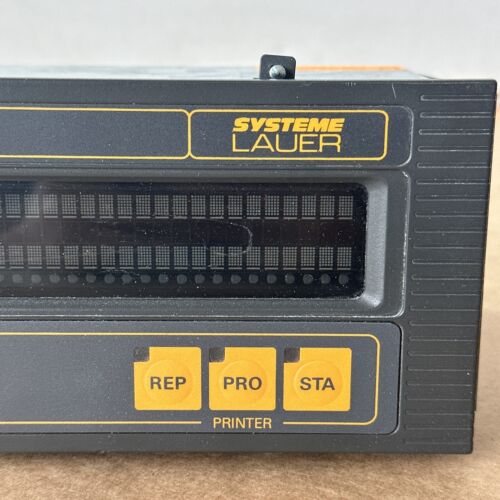 SYSTEME
LAUER
REP PRO STA
PRINTER